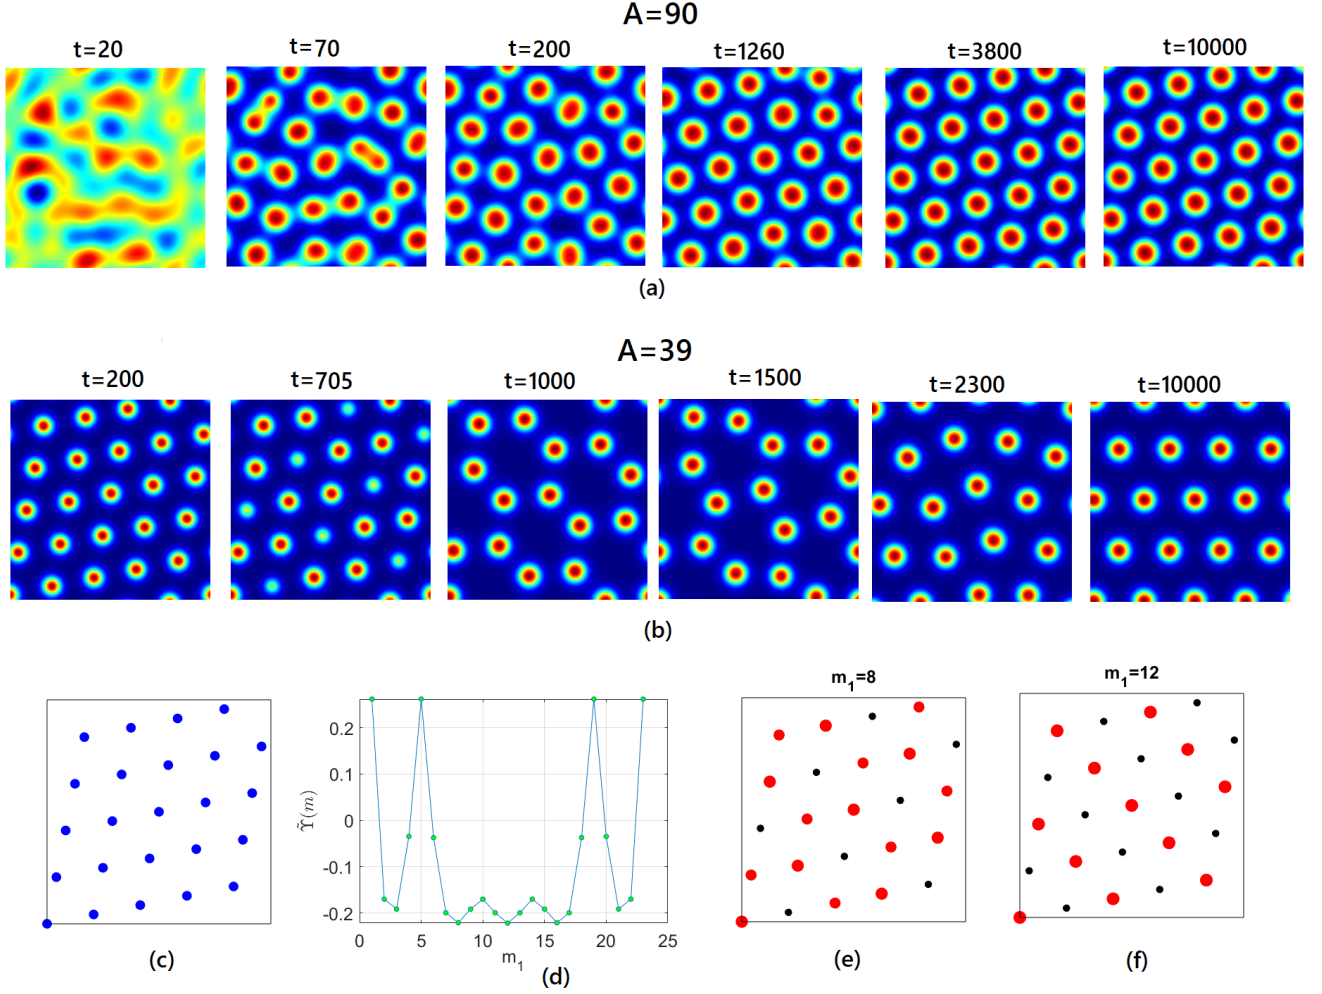 A=90
t=20 t=70 t=200 t=1260 t=3800 t=10000
(a)
A=39
t=200 t=705 t=1000 t=1500 t=2300 t=10000
(b)
m₁=8 m₁=12
0.2
0.1
0
-0.1
-0.2
Υ̃(m)
0 5 10 15 20 25
m₁
(c) (d) (e) (f)